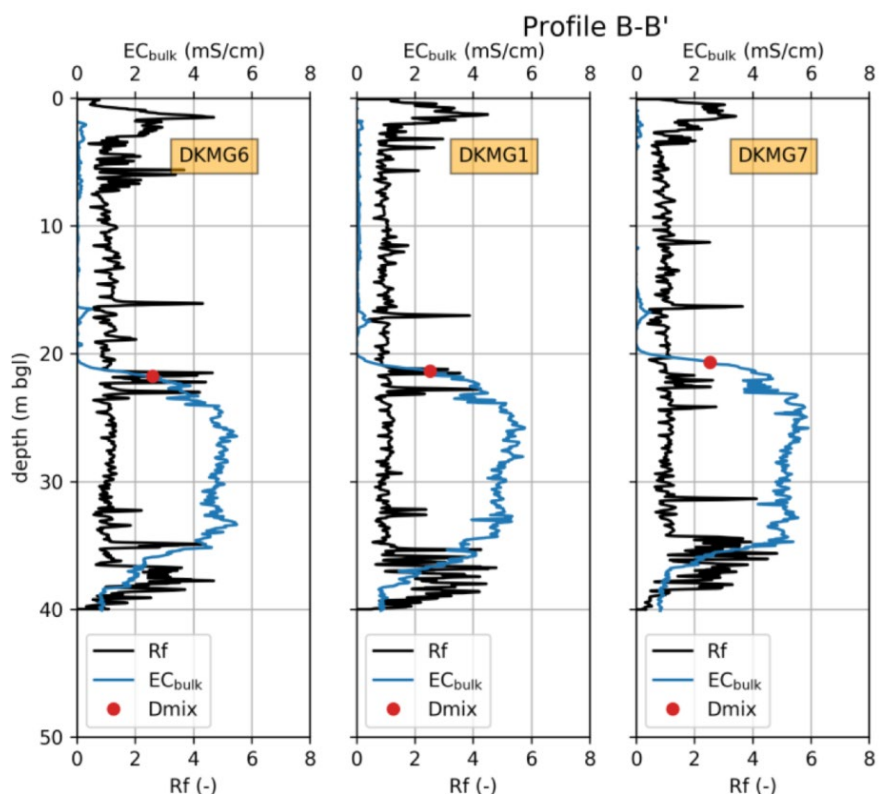 Profile B-B'
EC_bulk (mS/cm) EC_bulk (mS/cm) EC_bulk (mS/cm)
0 2 4 6 8 0 2 4 6 8 0 2 4 6 8
0
DKMG6 DKMG1 DKMG7
10
20
depth (m bgl)
30
40
Rf Rf Rf
EC_bulk EC_bulk EC_bulk
Dmix Dmix Dmix
50
0 2 4 6 8 0 2 4 6 8 0 2 4 6 8
Rf (-) Rf (-) Rf (-)